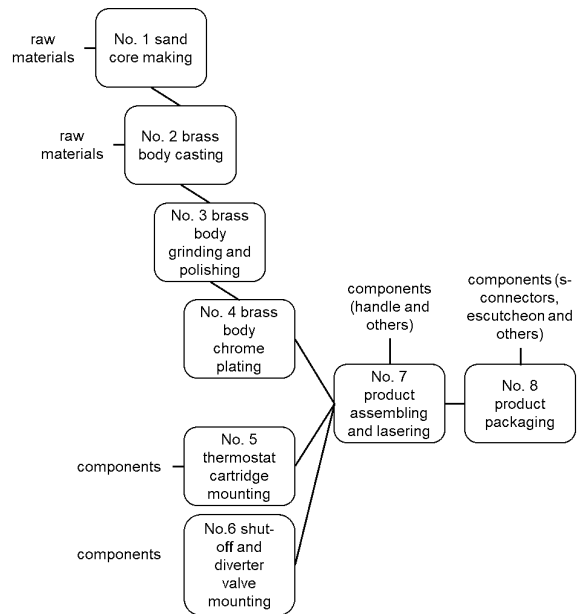 raw
materials
No. 1 sand
core making
raw
materials
No. 2 brass
body casting
No. 3 brass
body
grinding and
polishing
No. 4 brass
body
chrome
plating
components
(handle and
others)
components (s-
connectors,
escutcheon and
others)
No. 7
product
assembling
and lasering
No. 8
product
packaging
components
No. 5
thermostat
cartridge
mounting
components
No.6 shut-
off and
diverter
valve
mounting